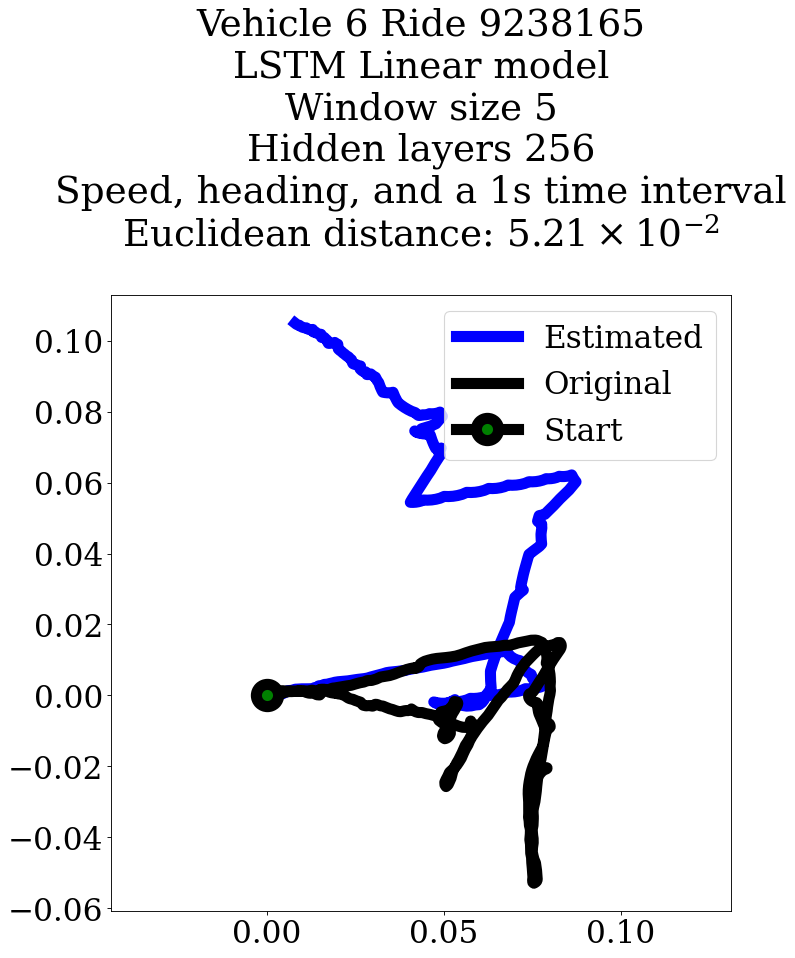 Vehicle 6 Ride 9238165
LSTM Linear model
Window size 5
Hidden layers 256
Speed, heading, and a 1s time interval
Euclidean distance: 5.21 × 10⁻²
Estimated
Original
Start
0.10
0.08
0.06
0.04
0.02
0.00
−0.02
−0.04
−0.06
0.00 0.05 0.10